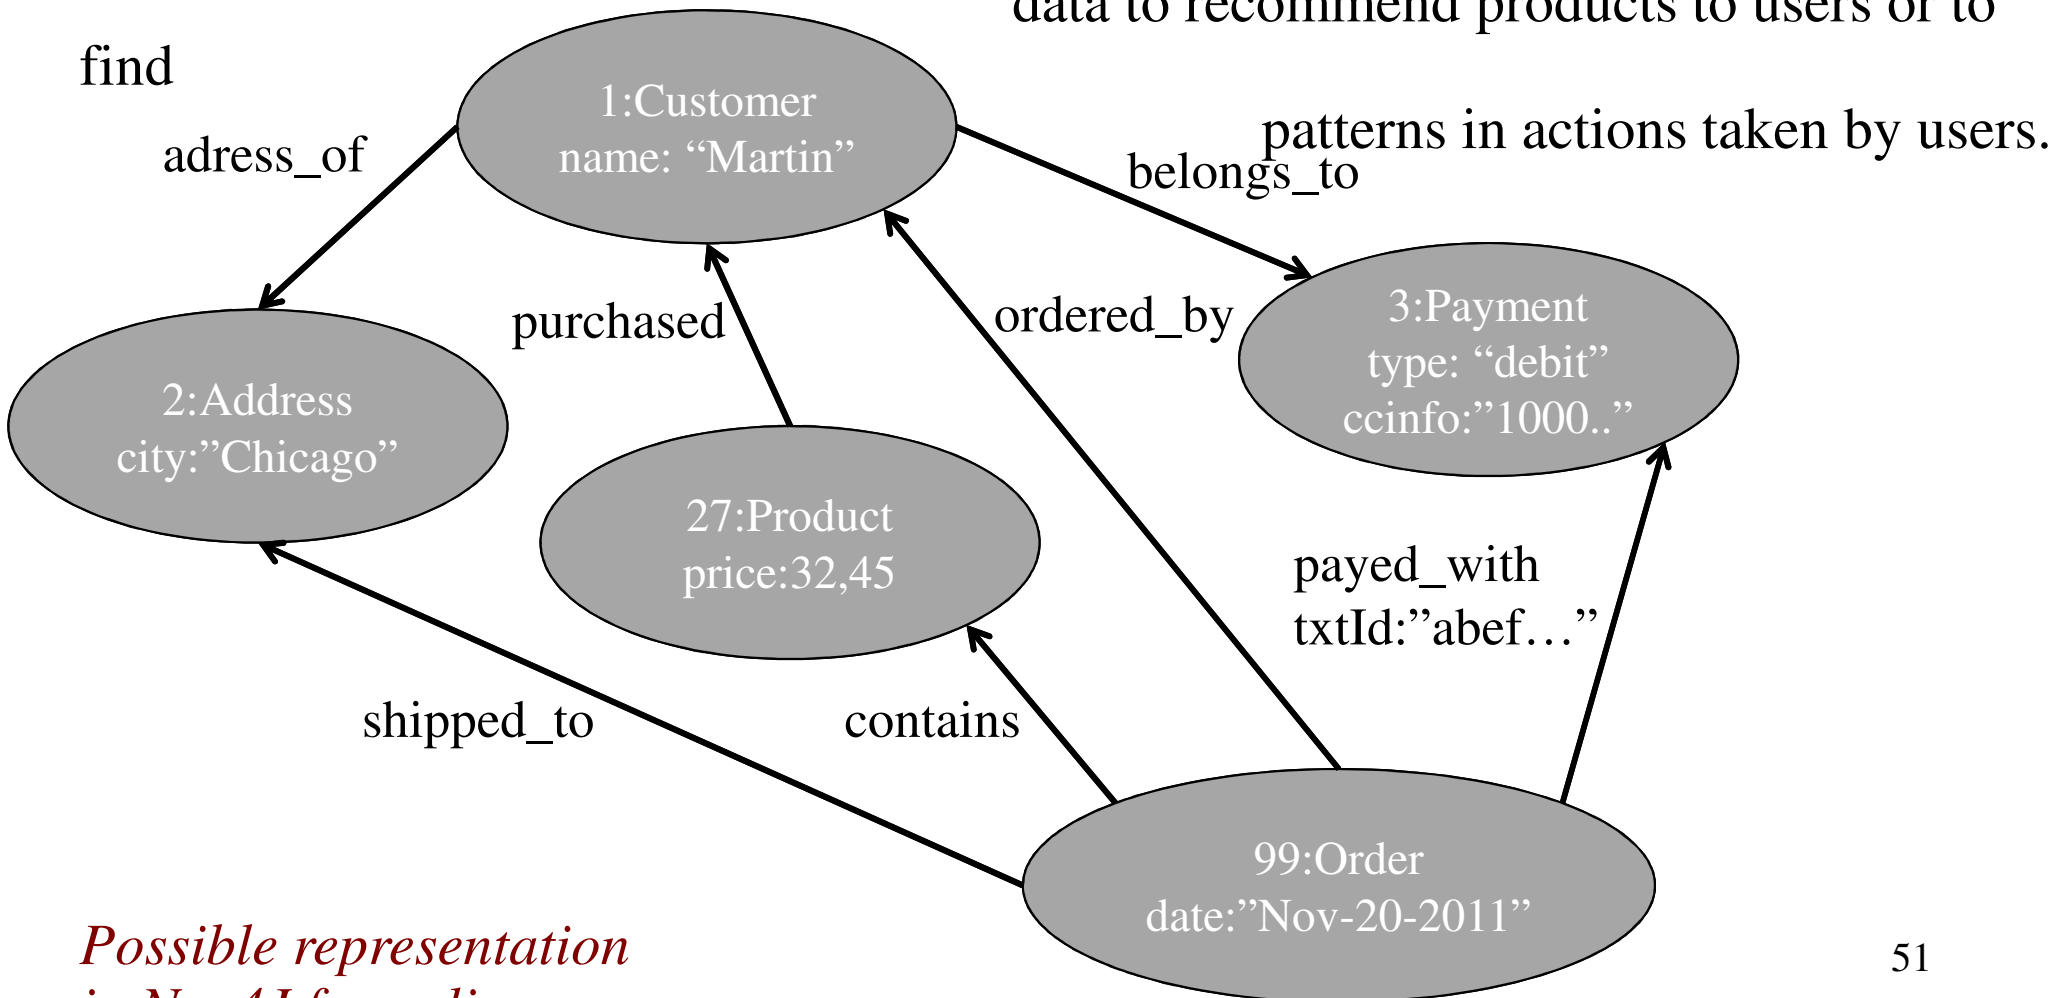 data to recommend products to users or to
find
patterns in actions taken by users.
1:Customer
name: “Martin”
adress_of
belongs_to
purchased
ordered_by
3:Payment
type: “debit”
ccinfo:”1000..”
2:Address
city:”Chicago”
27:Product
price:32,45
payed_with
txtId:”abef…”
shipped_to
contains
99:Order
date:”Nov-20-2011”
Possible representation
51